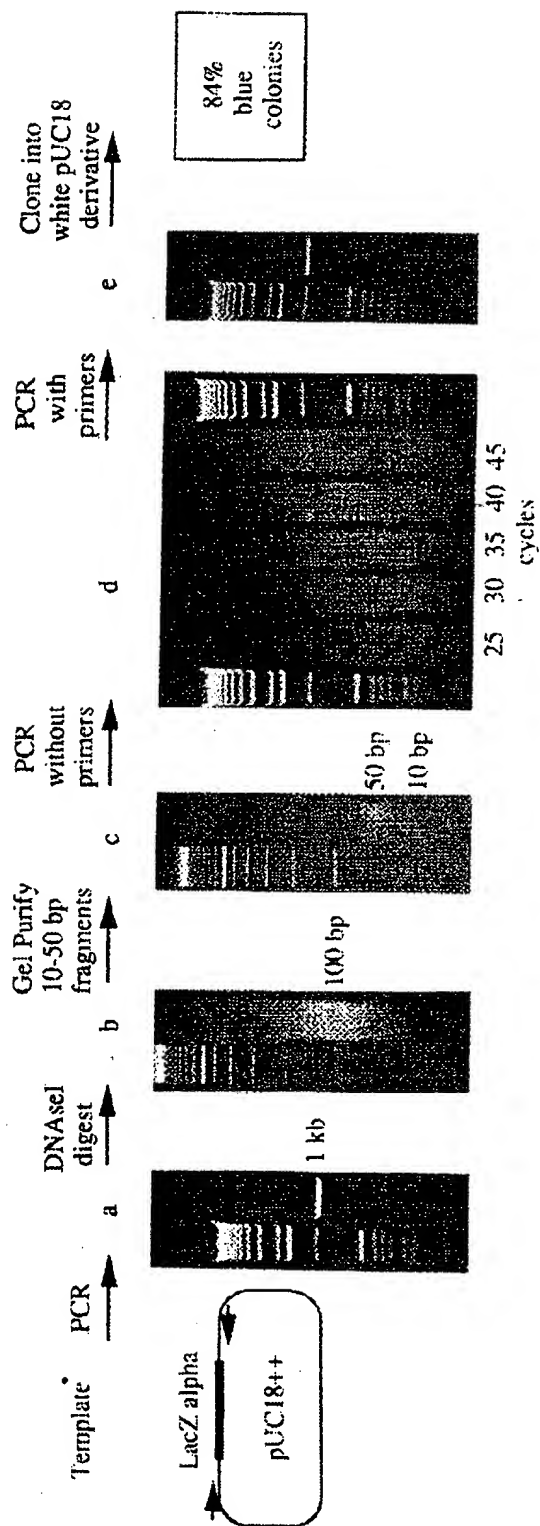 Template
PCR
DNAseI
digest
Gel Purify
10-50 bp
fragments
PCR
without
primers
PCR
with
primers
Clone into
white pUC18
derivative
a
b
c
d
e
LacZ alpha
pUC18++
1 kb
100 bp
50 bp
10 bp
25 30 35 40 45
cycles
84%
blue
colonies